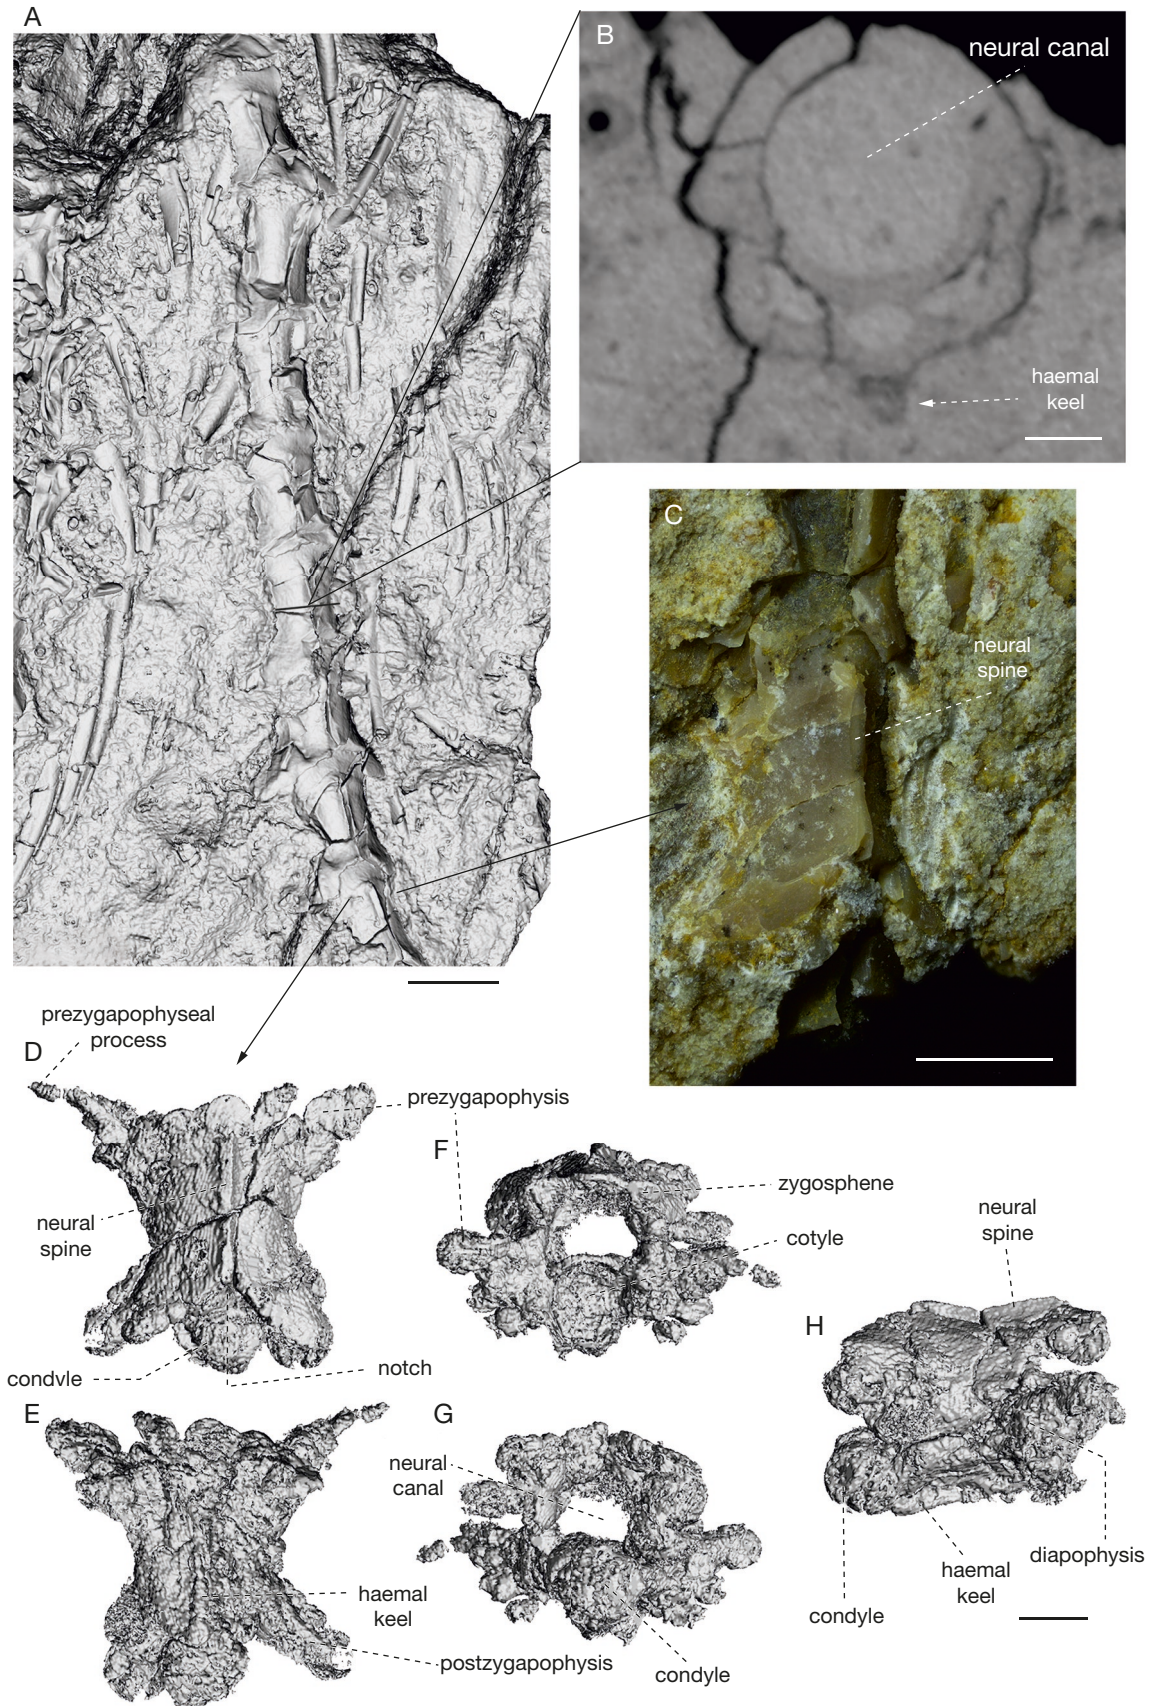 A
B
neural canal
haemal
keel
C
neural
spine
prezygapophyseal
process
D
prezygapophysis
F
zygosphene
neural
spine
cotyle
neural
spine
H
condvle
notch
E
G
neural
canal
diapophysis
haemal
keel
haemal
keel
condyle
postzygapophysis
condyle